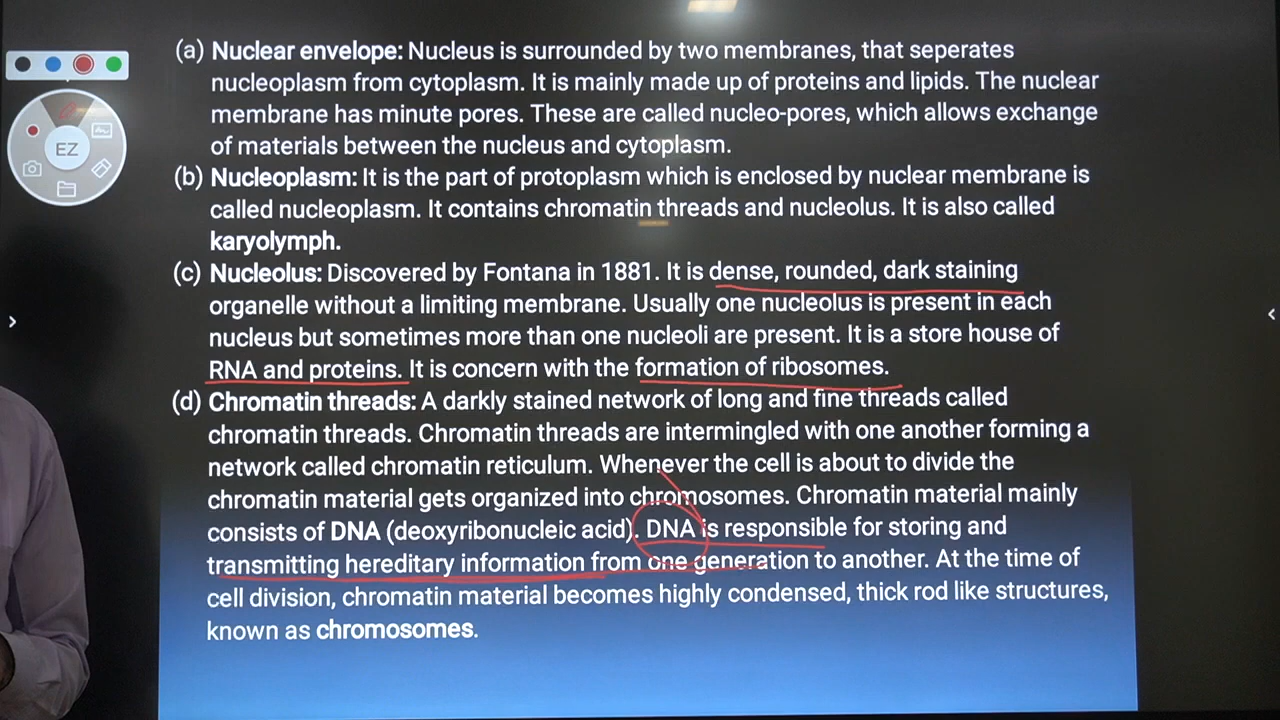 (a) Nuclear envelope: Nucleus is surrounded by two membranes, that seperates
nucleoplasm from cytoplasm. It is mainly made up of proteins and lipids. The nuclear
membrane has minute pores. These are called nucleo-pores, which allows exchange
of materials between the nucleus and cytoplasm.
(b) Nucleoplasm: It is the part of protoplasm which is enclosed by nuclear membrane is
called nucleoplasm. It contains chromatin threads and nucleolus. It is also called
karyolymph.
(c) Nucleolus: Discovered by Fontana in 1881. It is dense, rounded, dark staining
organelle without a limiting membrane. Usually one nucleolus is present in each
nucleus but sometimes more than one nucleoli are present. It is a store house of
RNA and proteins. It is concern with the formation of ribosomes.
(d) Chromatin threads: A darkly stained network of long and fine threads called
chromatin threads. Chromatin threads are intermingled with one another forming a
network called chromatin reticulum. Whenever the cell is about to divide the
chromatin material gets organized into chromosomes. Chromatin material mainly
consists of DNA (deoxyribonucleic acid). DNA is responsible for storing and
transmitting hereditary information from one generation to another. At the time of
cell division, chromatin material becomes highly condensed, thick rod like structures,
known as chromosomes.
EZ